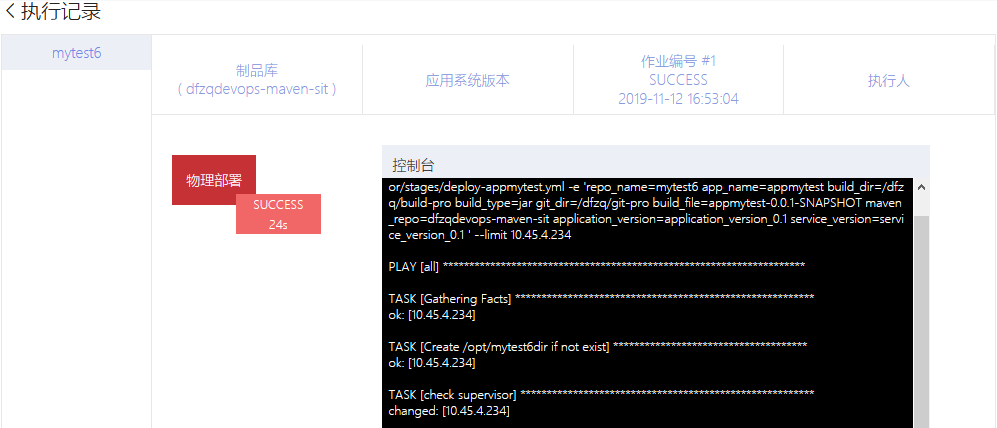 执行记录
mytest6
制品库
( dfzqdevops-maven-sit )
应用系统版本
作业编号 #1
SUCCESS
2019-11-12 16:53:04
执行人
物理部署
SUCCESS
24s
控制台
or/stages/deploy-appmytest.yml -e 'repo_name=mytest6 app_name=appmytest build_dir=/dfz
q/build-pro build_type=jar git_dir=/dfzq/git-pro build_file=appmytest-0.0.1-SNAPSHOT maven
_repo=dfzqdevops-maven-sit application_version=application_version_0.1 service_version=servi
ce_version_0.1 ' --limit 10.45.4.234
PLAY [all] *********************************************************************
TASK [Gathering Facts] *********************************************************
ok: [10.45.4.234]
TASK [Create /opt/mytest6dir if not exist] *************************************
ok: [10.45.4.234]
TASK [check supervisor] ********************************************************
changed: [10.45.4.234]